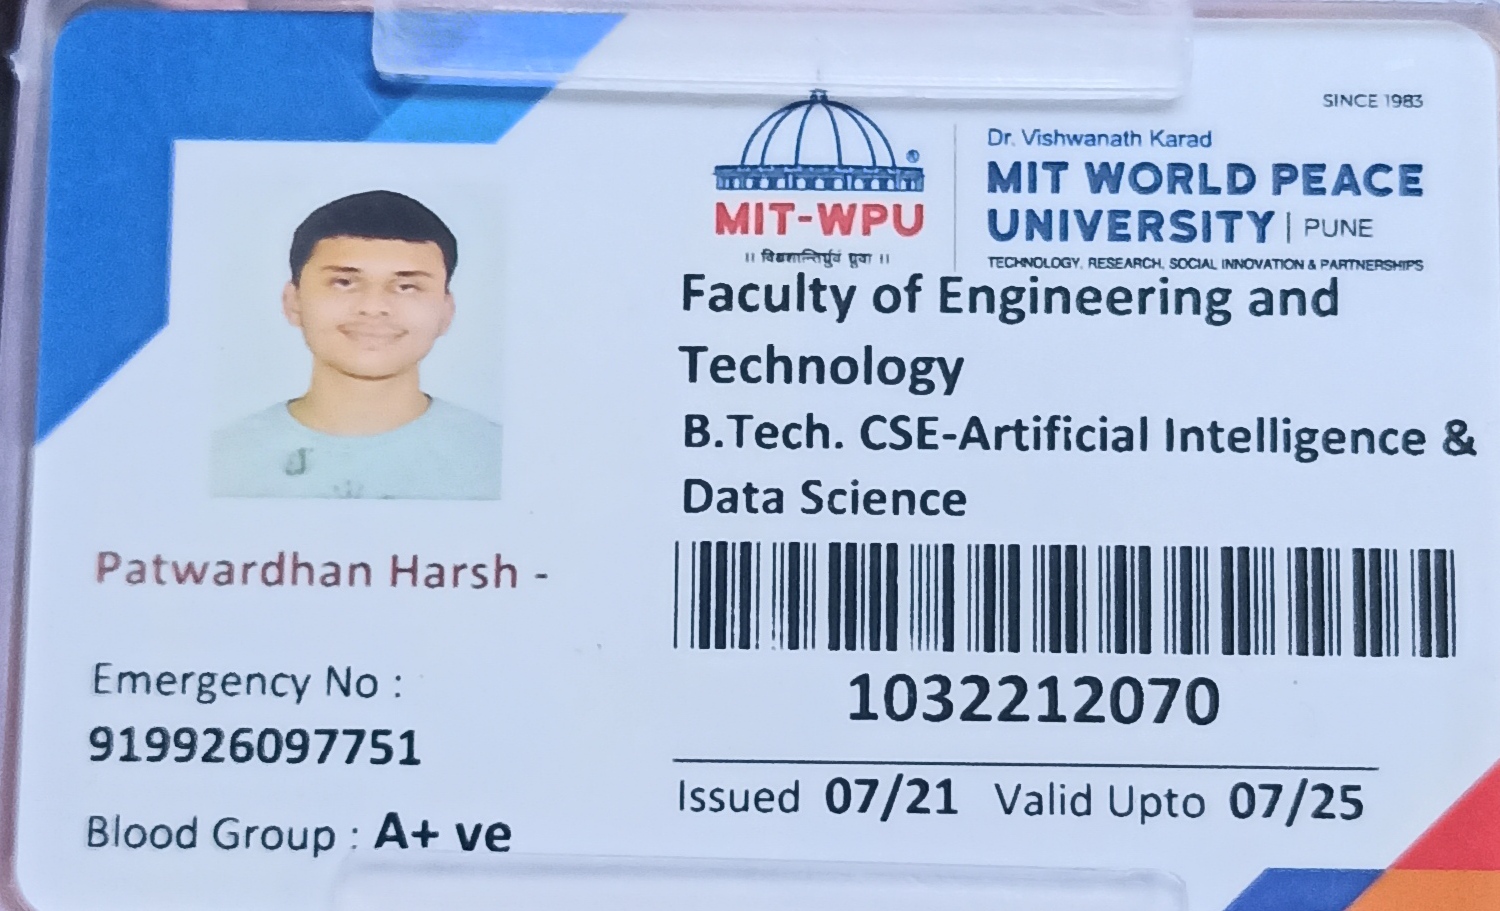 SINCE 1983
Dr. Vishwanath Karad
MIT WORLD PEACE
UNIVERSITY | PUNE
TECHNOLOGY, RESEARCH, SOCIAL INNOVATION & PARTNERSHIPS
MIT-WPU
®
Faculty of Engineering and
Technology
B.Tech. CSE-Artificial Intelligence &
Data Science
Patwardhan Harsh -
Emergency No :
919926097751
Blood Group : A+ ve
1032212070
Issued 07/21 Valid Upto 07/25